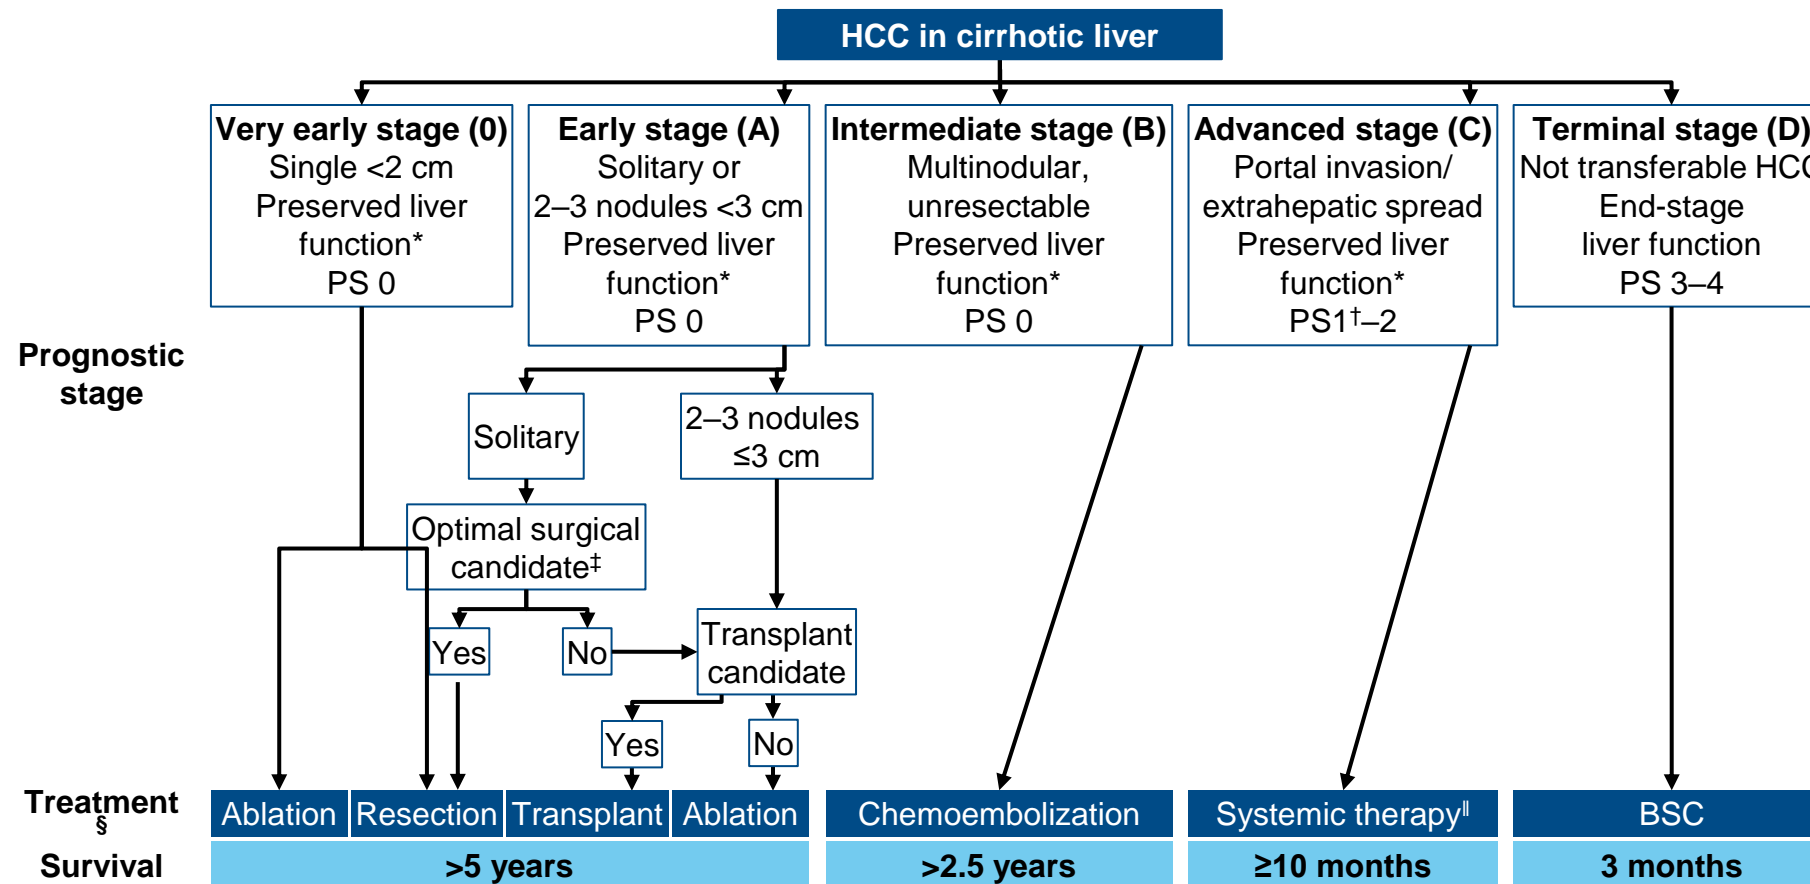 HCC in cirrhotic liver
Very early stage (0)
Single <2 cm
Preserved liver
function*
PS 0
Early stage (A)
Solitary or
2–3 nodules <3 cm
Preserved liver
function*
PS 0
Intermediate stage (B)
Multinodular,
unresectable
Preserved liver
function*
PS 0
Advanced stage (C)
Portal invasion/
extrahepatic spread
Preserved liver
function*
PS1†–2
Terminal stage (D)
Not transferable HCC
End-stage
liver function
PS 3–4
Prognostic
stage
Solitary
2–3 nodules
≤3 cm
Optimal surgical
candidate‡
Yes
No
Transplant
candidate
Yes
No
Treatment
§
Ablation
Resection
Transplant
Ablation
Chemoembolization
Systemic therapy‖
BSC
Survival
>5 years
>2.5 years
≥10 months
3 months